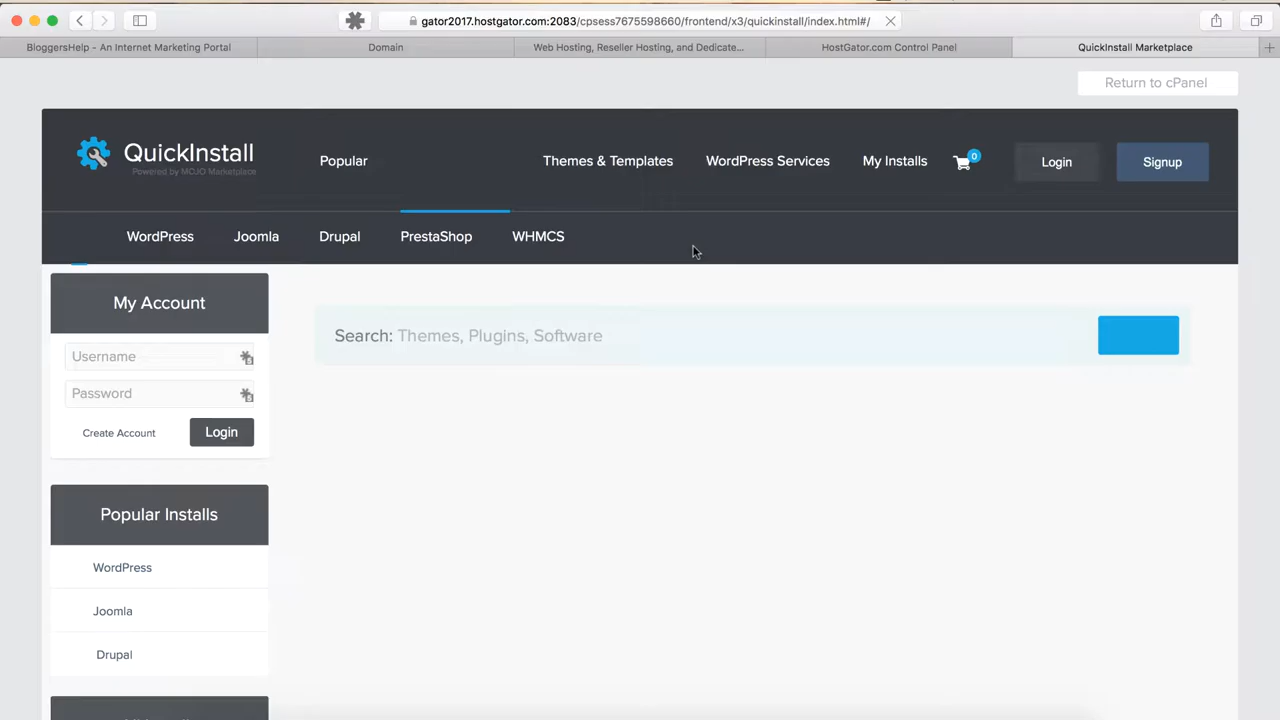 gator2017.hostgator.com:2083/cpsess7675598660/frontend/x3/quickinstall/index.html#/
BloggersHelp - An Internet Marketing Portal
Domain
Web Hosting, Reseller Hosting, and Dedicate...
HostGator.com Control Panel
QuickInstall Marketplace
Return to cPanel
QuickInstall
Powered by MOJO Marketplace
Popular
Themes & Templates
WordPress Services
My Installs
0
Login
Signup
WordPress
Joomla
Drupal
PrestaShop
WHMCS
My Account
Username
Password
Create Account
Login
Search: Themes, Plugins, Software
Popular Installs
WordPress
Joomla
Drupal